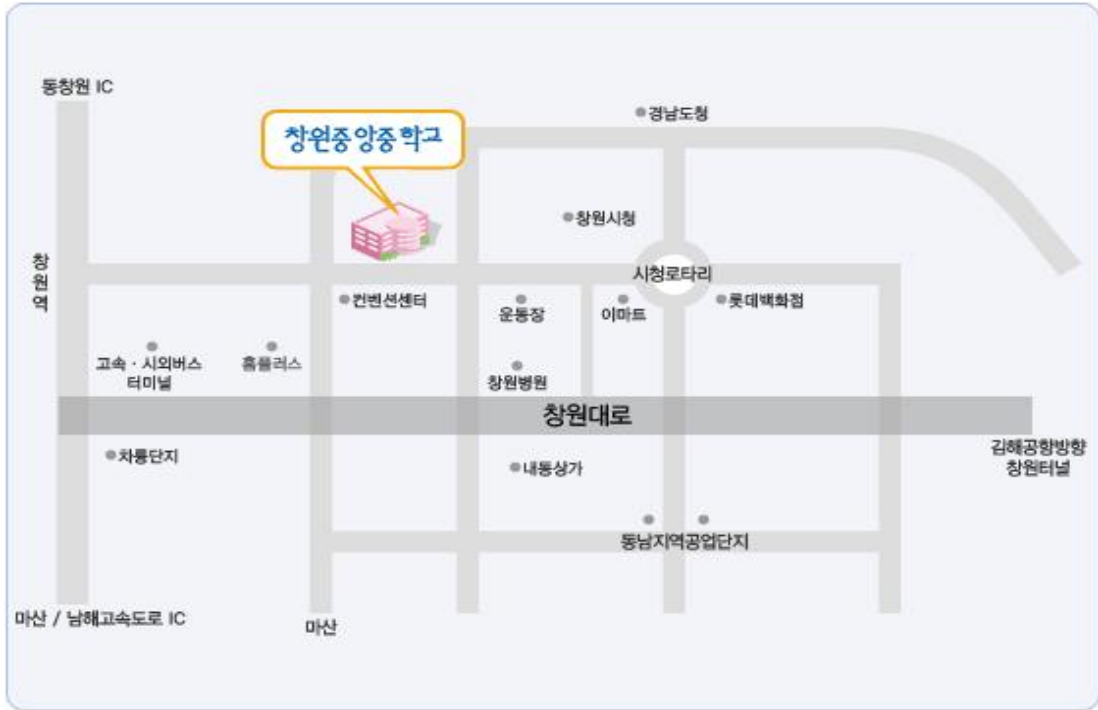 동창원 IC
경남도청
창원중앙중학교
창원시청
창원역
시청로타리
컨벤션센터
운동장
이마트
롯데백화점
고속 · 시외버스
터미널
홈플러스
창원병원
창원대로
차룡단지
내동상가
김해공항방향
창원터널
동남지역공업단지
마산 / 남해고속도로 IC
마산